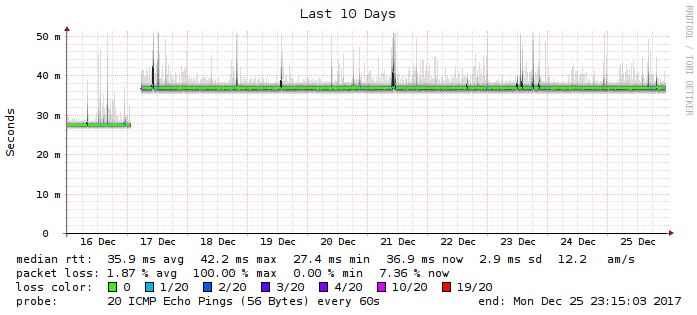 Last 10 Days
RRDTOOL / TOBI OETIKER
Seconds
50 m
40 m
30 m
20 m
10 m
0
16 Dec 17 Dec 18 Dec 19 Dec 20 Dec 21 Dec 22 Dec 23 Dec 24 Dec 25 Dec
median rtt: 35.9 ms avg 42.2 ms max 27.4 ms min 36.9 ms now 2.9 ms sd 12.2 am/s
packet loss: 1.87 % avg 100.00 % max 0.00 % min 7.36 % now
loss color: 0 1/20 2/20 3/20 4/20 10/20 19/20
probe: 20 ICMP Echo Pings (56 Bytes) every 60s end: Mon Dec 25 23:15:03 2017